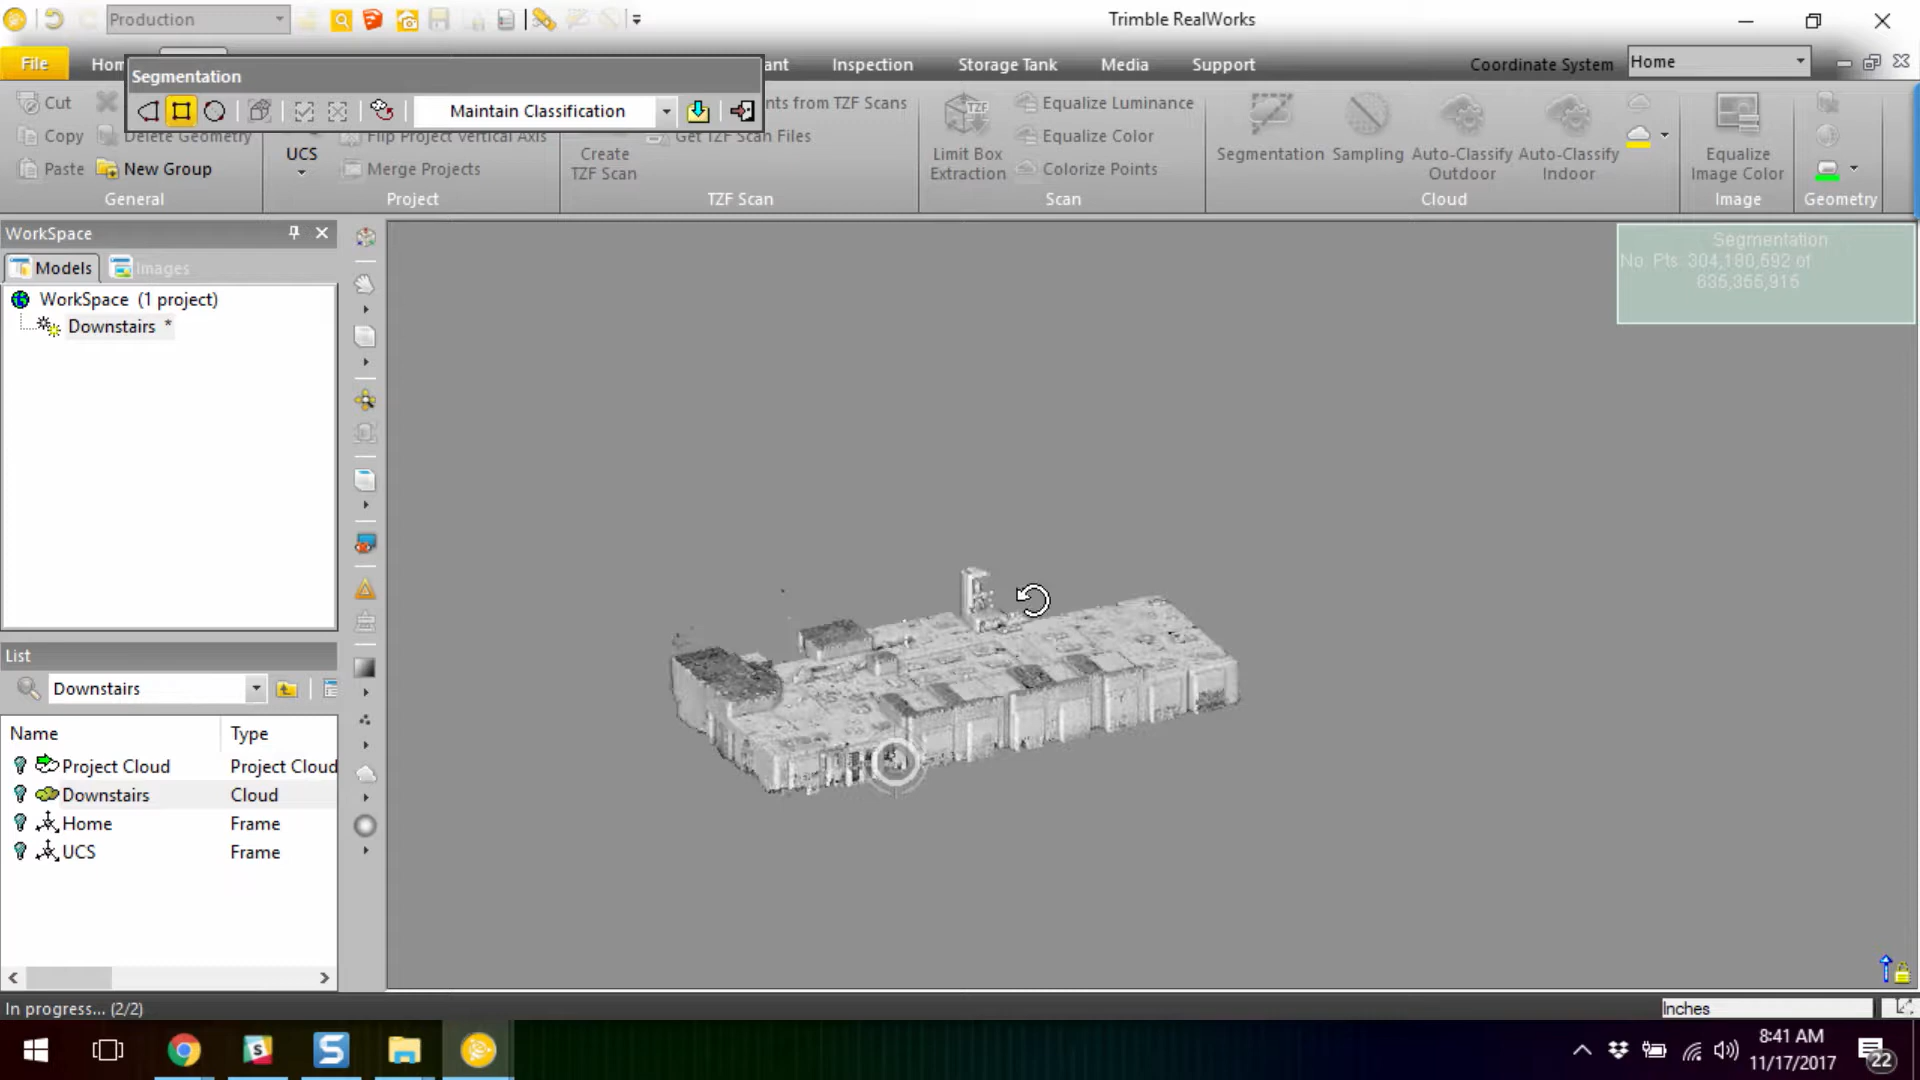 Production
Trimble RealWorks
File
Hom
Segmentation
ant
Inspection
Storage Tank
Media
Support
Coordinate System
Home
Maintain Classification
Cut
Copy
Paste
Delete Geometry
New Group
General
UCS
Flip Project Vertical Axis
Merge Projects
Project
Create
TZF Scan
nts from TZF Scans
Get TZF Scan Files
TZF Scan
Limit Box
Extraction
Equalize Luminance
Equalize Color
Colorize Points
Scan
Segmentation
Sampling
Auto-Classify
Outdoor
Auto-Classify
Indoor
Cloud
Equalize
Image Color
Image
Geometry
WorkSpace
Models
Images
WorkSpace (1 project)
Downstairs *
Segmentation
No. Pts 304,180,592 of
635,355,915
List
Downstairs
Name Type
Project Cloud Project Cloud
Downstairs Cloud
Home Frame
UCS Frame
In progress... (2/2)
Inches
8:41 AM
11/17/2017
22